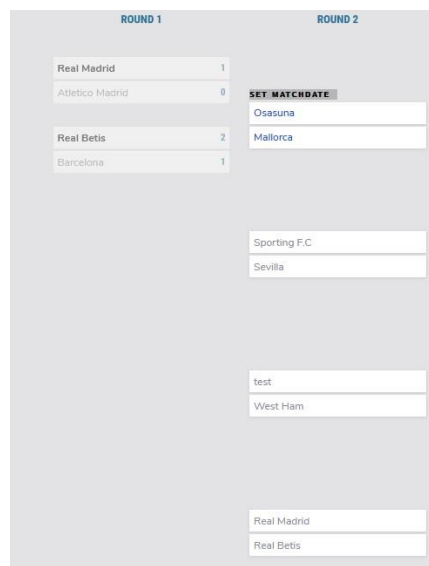 ROUND 1
ROUND 2
Real Madrid 1
Atletico Madrid 0
Real Betis 2
Barcelona 1
SET MATCHDATE
Osasuna
Mallorca
Sporting F.C
Sevilla
test
West Ham
Real Madrid
Real Betis